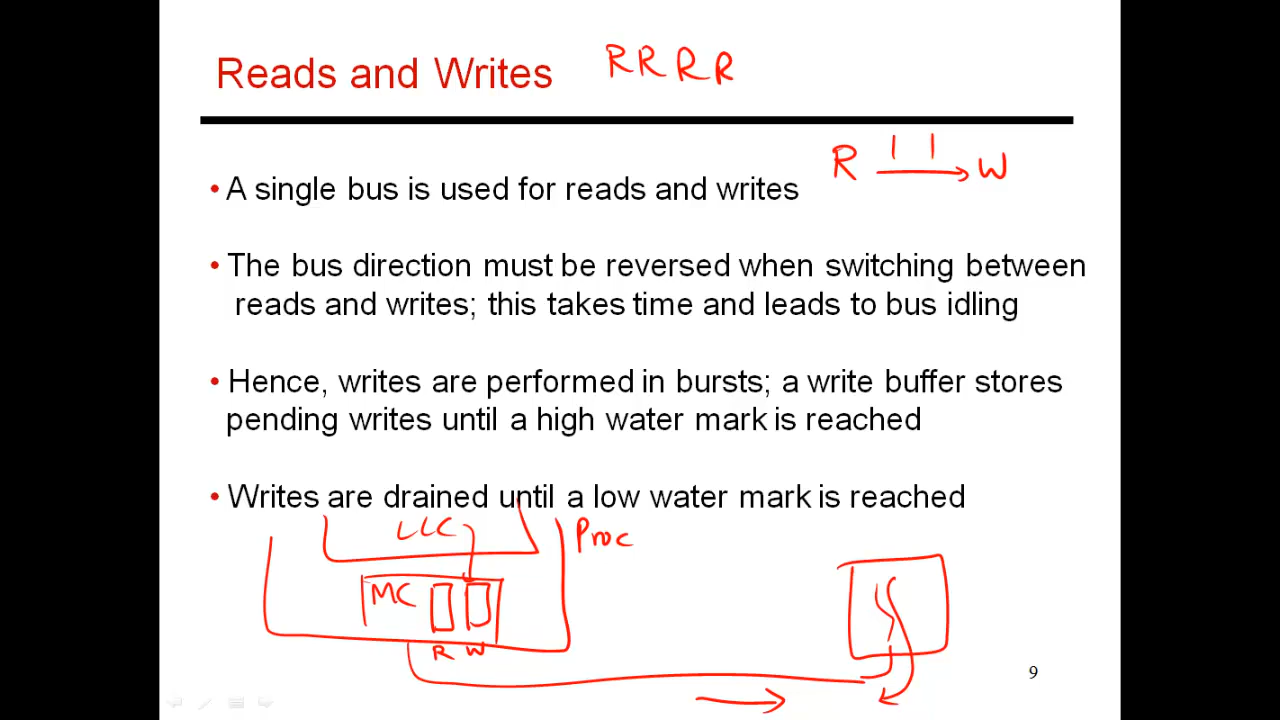 Reads and Writes RRRR
R W
• A single bus is used for reads and writes
• The bus direction must be reversed when switching between
reads and writes; this takes time and leads to bus idling
• Hence, writes are performed in bursts; a write buffer stores
pending writes until a high water mark is reached
• Writes are drained until a low water mark is reached
LLC Proc
MC
R W
9